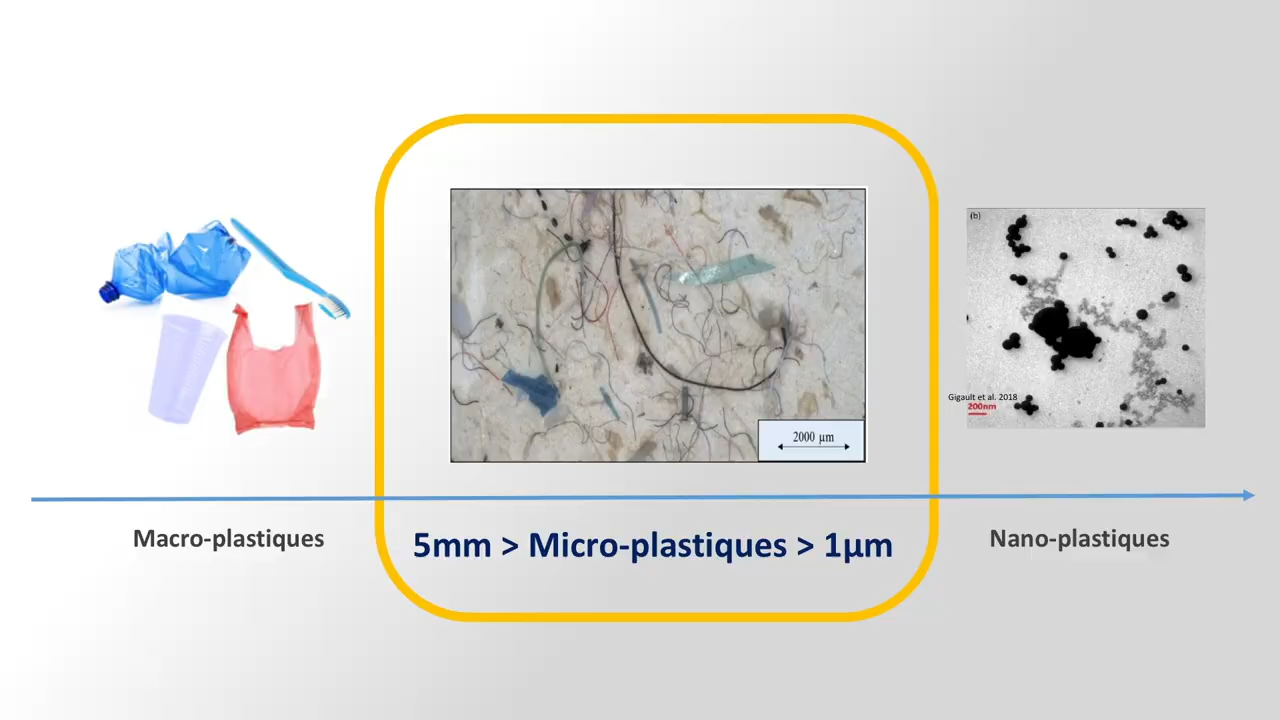 (b)
2000 µm
Gigault et al. 2018
200nm
Macro-plastiques
5mm > Micro-plastiques > 1µm
Nano-plastiques